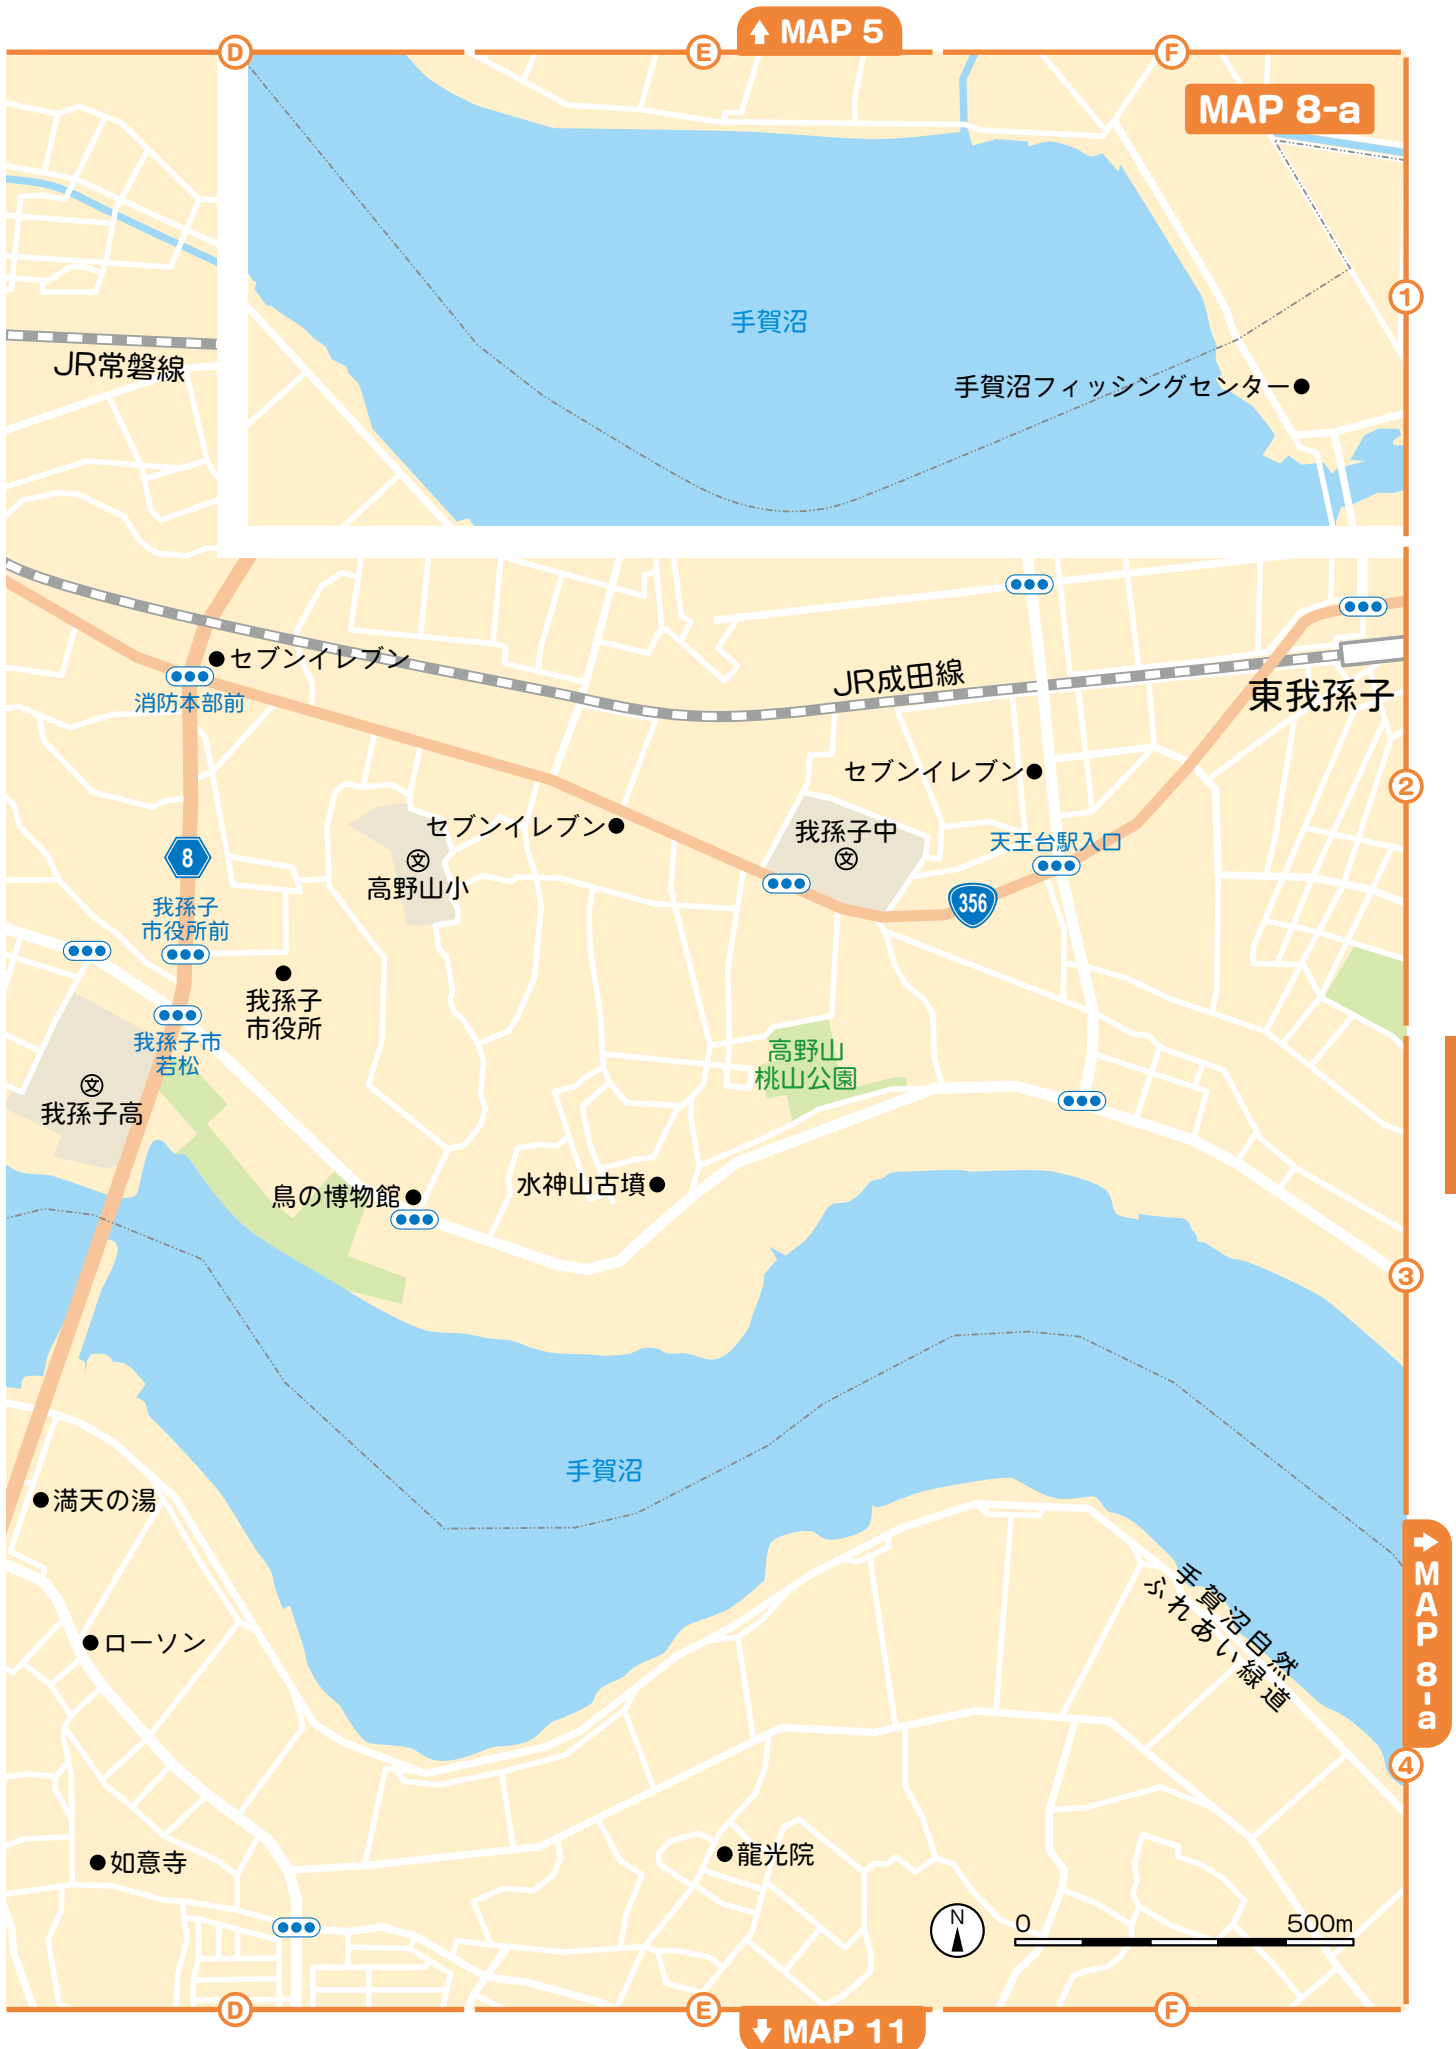 MAP 5
D
E
F
MAP 8-a
1
手賀沼
JR常磐線
手賀沼フィッシングセンター
セブンイレブン
消防本部前
JR成田線
東我孫子
セブンイレブン
2
セブンイレブン
我孫子中
文
天王台駅入口
8
文
高野山小
356
我孫子
市役所前
我孫子
市役所
我孫子市
若松
高野山
桃山公園
文
我孫子高
鳥の博物館
水神山古墳
3
手賀沼
満天の湯
手賀沼自然
ふれあい緑道
MAP 8-a
ローソン
4
如意寺
龍光院
N
0
500m
D
E
F
MAP 11